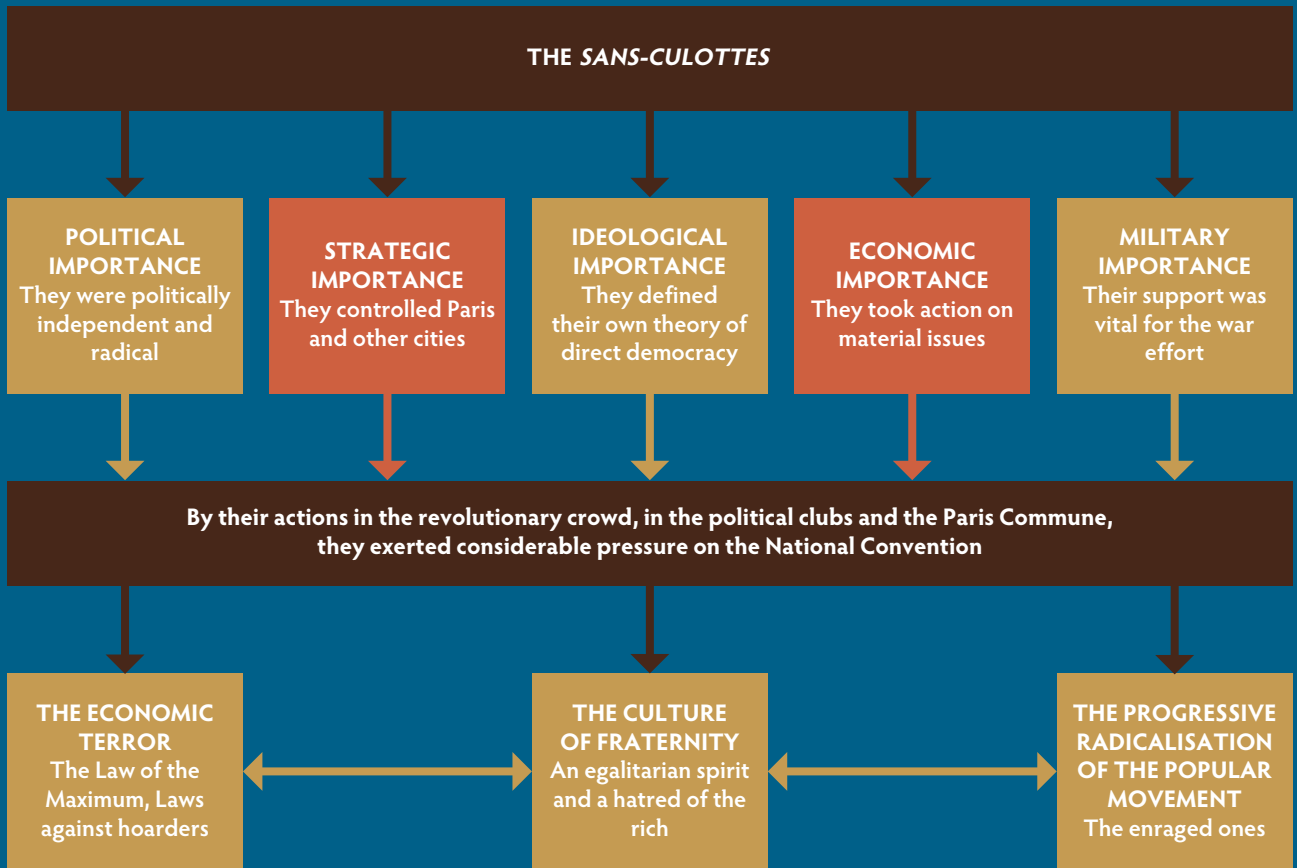 THE SANS-CULOTTES
POLITICAL
IMPORTANCE
They were politically
independent and
radical
STRATEGIC
IMPORTANCE
They controlled Paris
and other cities
IDEOLOGICAL
IMPORTANCE
They defined
their own theory of
direct democracy
ECONOMIC
IMPORTANCE
They took action on
material issues
MILITARY
IMPORTANCE
Their support was
vital for the war
effort
By their actions in the revolutionary crowd, in the political clubs and the Paris Commune,
they exerted considerable pressure on the National Convention
THE ECONOMIC
TERROR
The Law of the
Maximum, Laws
against hoarders
THE CULTURE
OF FRATERNITY
An egalitarian spirit
and a hatred of the
rich
THE PROGRESSIVE
RADICALISATION
OF THE POPULAR
MOVEMENT
The enraged ones